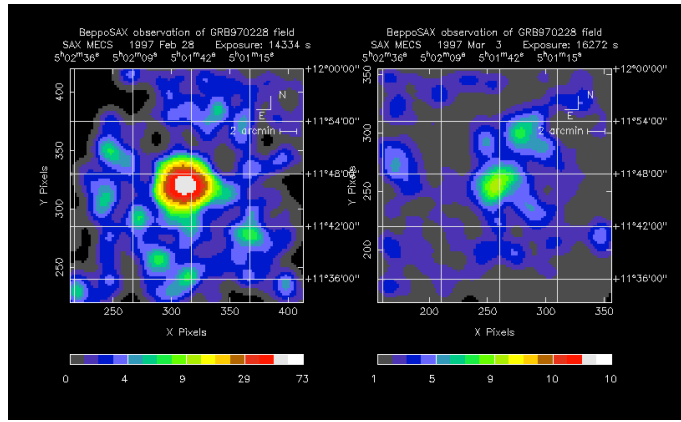 BeppoSAX observation of GRB970228 field
SAX MECS 1997 Feb 28 Exposure: 14334 s
5ʰ02ᵐ36ˢ 5ʰ02ᵐ09ˢ 5ʰ01ᵐ42ˢ 5ʰ01ᵐ15ˢ
+12°00'00"
+11°54'00"
+11°48'00"
+11°42'00"
+11°36'00"
N
E
2 arcmin
Y Pixels
400
350
300
250
250 300 350 400
X Pixels
0 4 9 29 73
BeppoSAX observation of GRB970228 field
SAX MECS 1997 Mar 3 Exposure: 16272 s
5ʰ02ᵐ36ˢ 5ʰ02ᵐ09ˢ 5ʰ01ᵐ42ˢ 5ʰ01ᵐ15ˢ
+12°00'00"
+11°54'00"
+11°48'00"
+11°42'00"
+11°36'00"
N
E
2 arcmin
Y Pixels
350
300
250
200
200 250 300 350
X Pixels
1 5 9 10 10